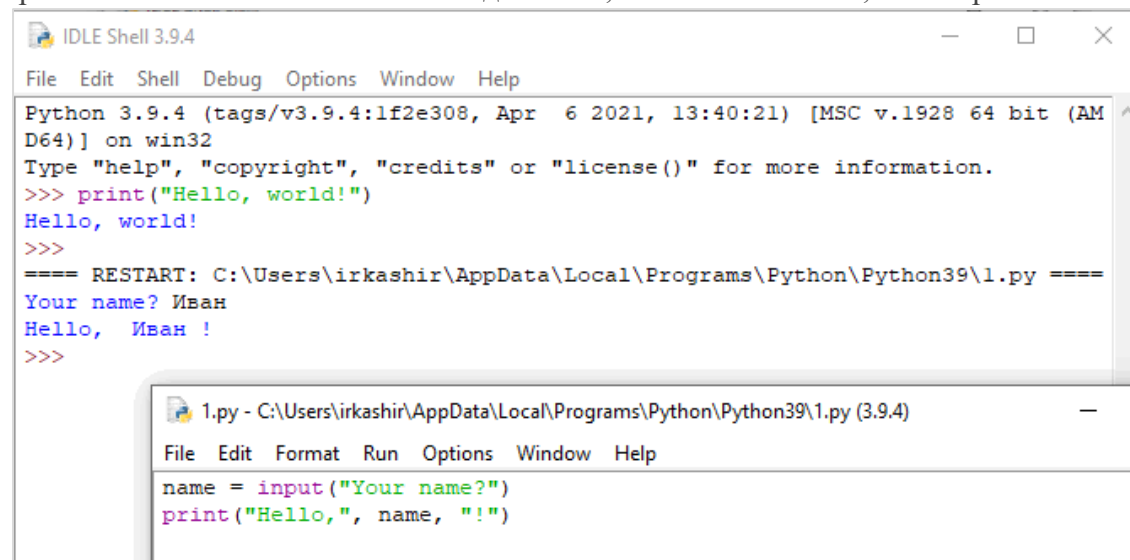 IDLE Shell 3.9.4
File Edit Shell Debug Options Window Help
Python 3.9.4 (tags/v3.9.4:1f2e308, Apr  6 2021, 13:40:21) [MSC v.1928 64 bit (AM
D64)] on win32
Type "help", "copyright", "credits" or "license()" for more information.
>>> print("Hello, world!")
Hello, world!
>>>
==== RESTART: C:\Users\irkashir\AppData\Local\Programs\Python\Python39\1.py ====
Your name? Иван
Hello,  Иван !
>>>
1.py - C:\Users\irkashir\AppData\Local\Programs\Python\Python39\1.py (3.9.4)
File Edit Format Run Options Window Help
name = input("Your name?")
print("Hello,", name, "!")